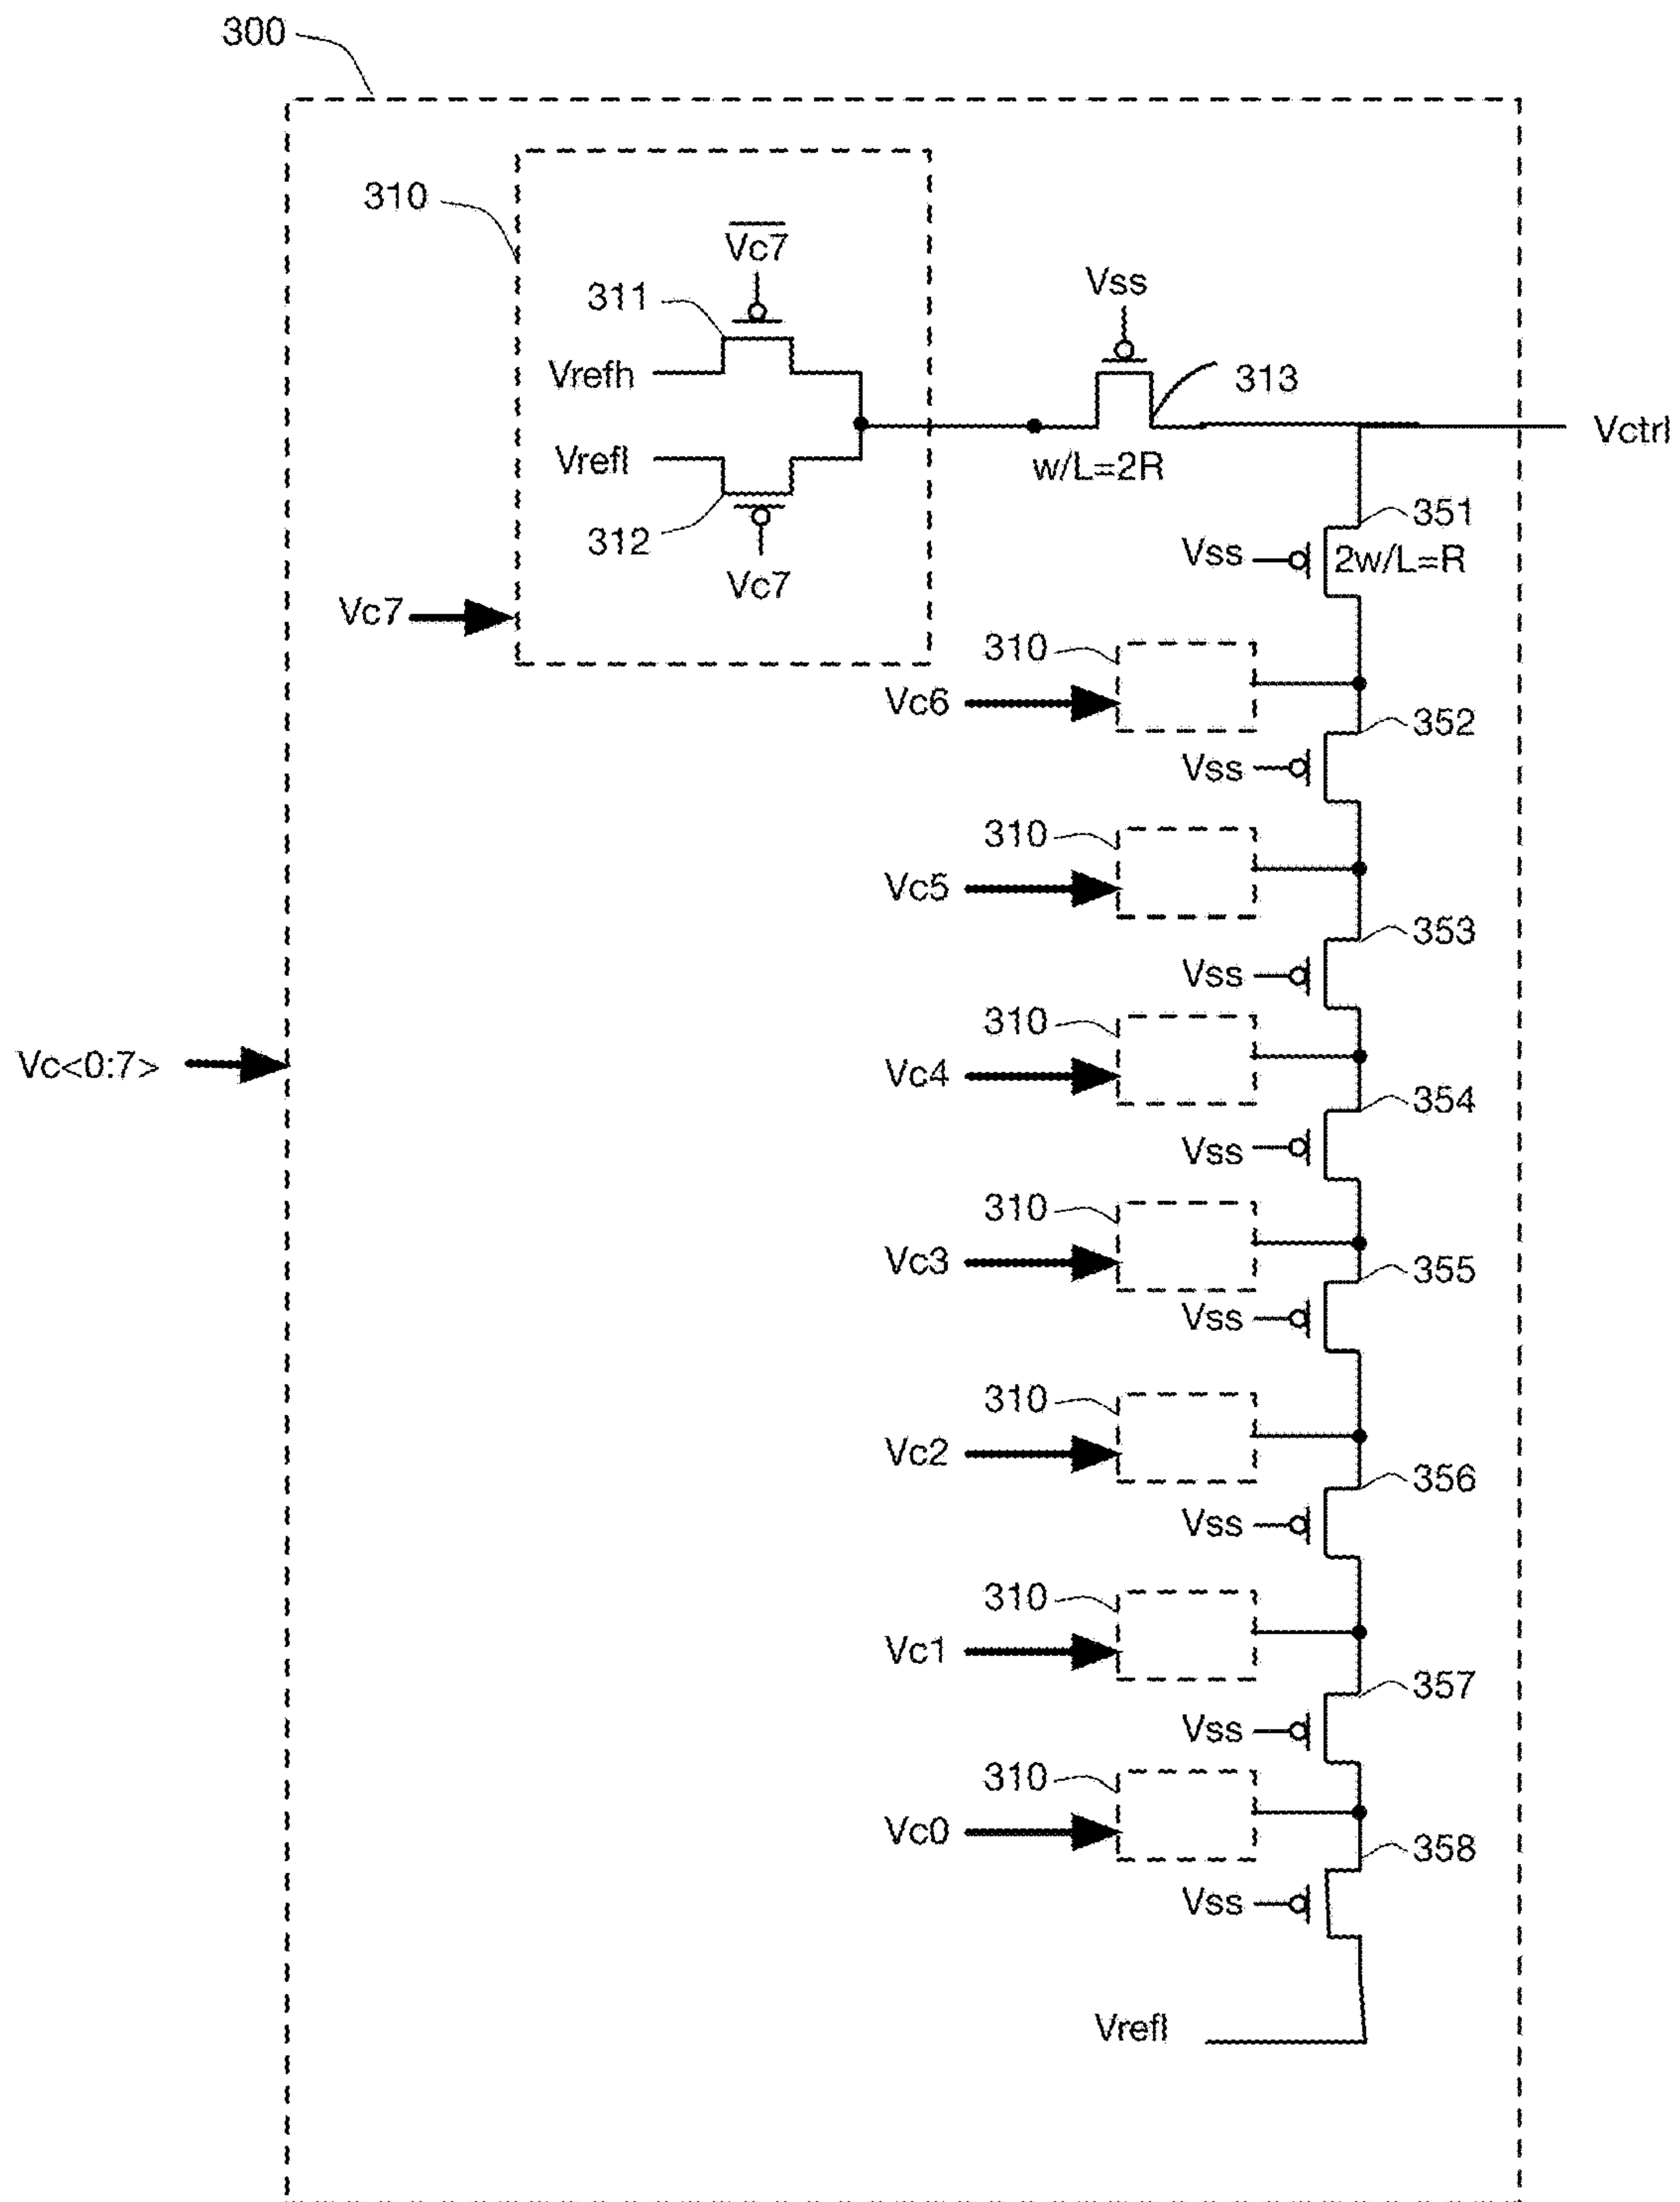 300
310
V̅c̅7̅
311
Vrefh
Vrefl
312
Vc7
Vc7
Vss
313
w/L=2R
Vctrl
351
Vss
2w/L=R
310
Vc6
352
Vss
310
Vc5
353
Vss
310
Vc<0:7>
Vc4
354
Vss
310
Vc3
355
Vss
310
Vc2
356
Vss
310
Vc1
357
Vss
310
Vc0
358
Vss
Vrefl